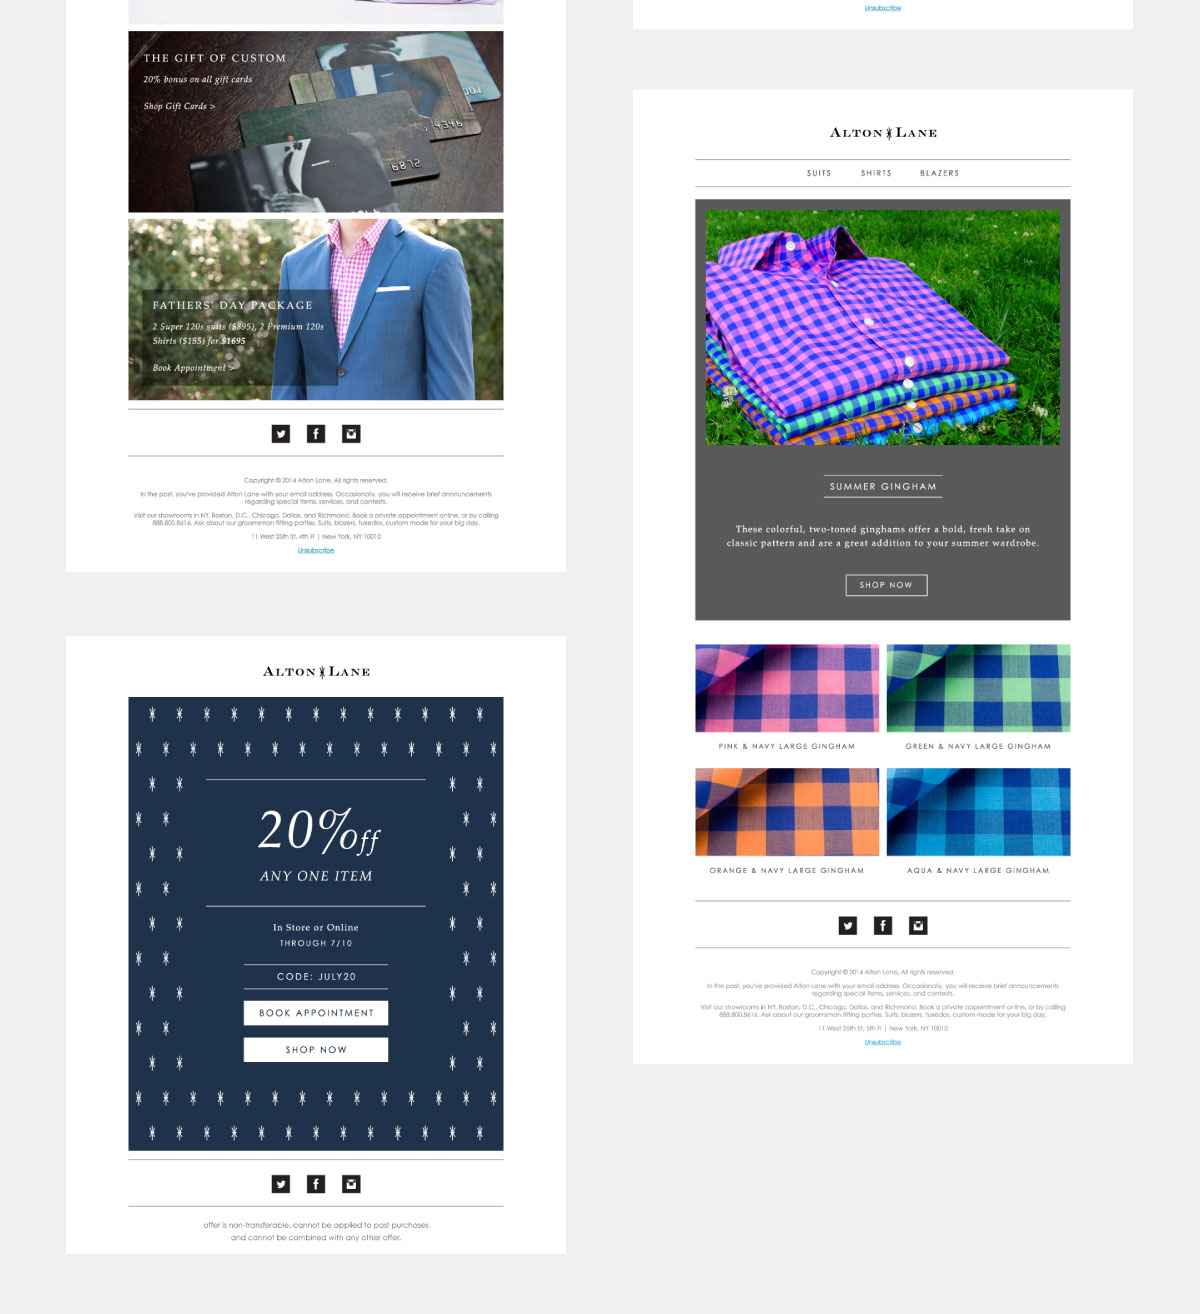 THE GIFT OF CUSTOM
20% bonus on all gift cards
Shop Gift Cards >
4346
6872
FATHERS' DAY PACKAGE
2 Super 120s suits ($895), 2 Premium 120s
Shirts ($155) for $1695
Book Appointment >
Copyright © 2014 Alton Lane, All rights reserved.
In the past, you've provided Alton Lane with your email address. Occasionally, you will receive brief announcements
regarding special items, services, and contests.
Visit our showrooms in NY, Boston, D.C., Chicago, Dallas, and Richmond. Book a private appointment online, or by calling
888.800.8616. Ask about our groomsman fitting parties. Suits, blazers, tuxedos, custom made for your big day.
11 West 25th St, 4th Fl | New York, NY 10010
Unsubscribe
ALTON LANE
20% off
ANY ONE ITEM
In Store or Online
THROUGH 7/10
CODE: JULY20
BOOK APPOINTMENT
SHOP NOW
offer is non-transferable, cannot be applied to past purchases
and cannot be combined with any other offer.
Unsubscribe
ALTON LANE
SUITS SHIRTS BLAZERS
SUMMER GINGHAM
These colorful, two-toned ginghams offer a bold, fresh take on
classic pattern and are a great addition to your summer wardrobe.
SHOP NOW
PINK & NAVY LARGE GINGHAM GREEN & NAVY LARGE GINGHAM
ORANGE & NAVY LARGE GINGHAM AQUA & NAVY LARGE GINGHAM
Copyright © 2014 Alton Lane, All rights reserved.
In the past, you've provided Alton Lane with your email address. Occasionally, you will receive brief announcements
regarding special items, services, and contests.
Visit our showrooms in NY, Boston, D.C., Chicago, Dallas, and Richmond. Book a private appointment online, or by calling
888.800.8616. Ask about our groomsman fitting parties. Suits, blazers, tuxedos, custom made for your big day.
11 West 25th St, 5th Fl | New York, NY 10010
Unsubscribe